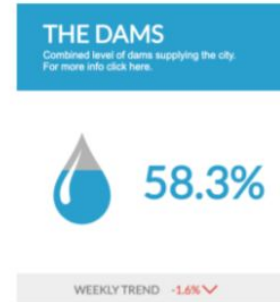 THE DAMS
Combined level of dams supplying the city.
For more info click here.
58.3%
WEEKLY TREND -1.6%